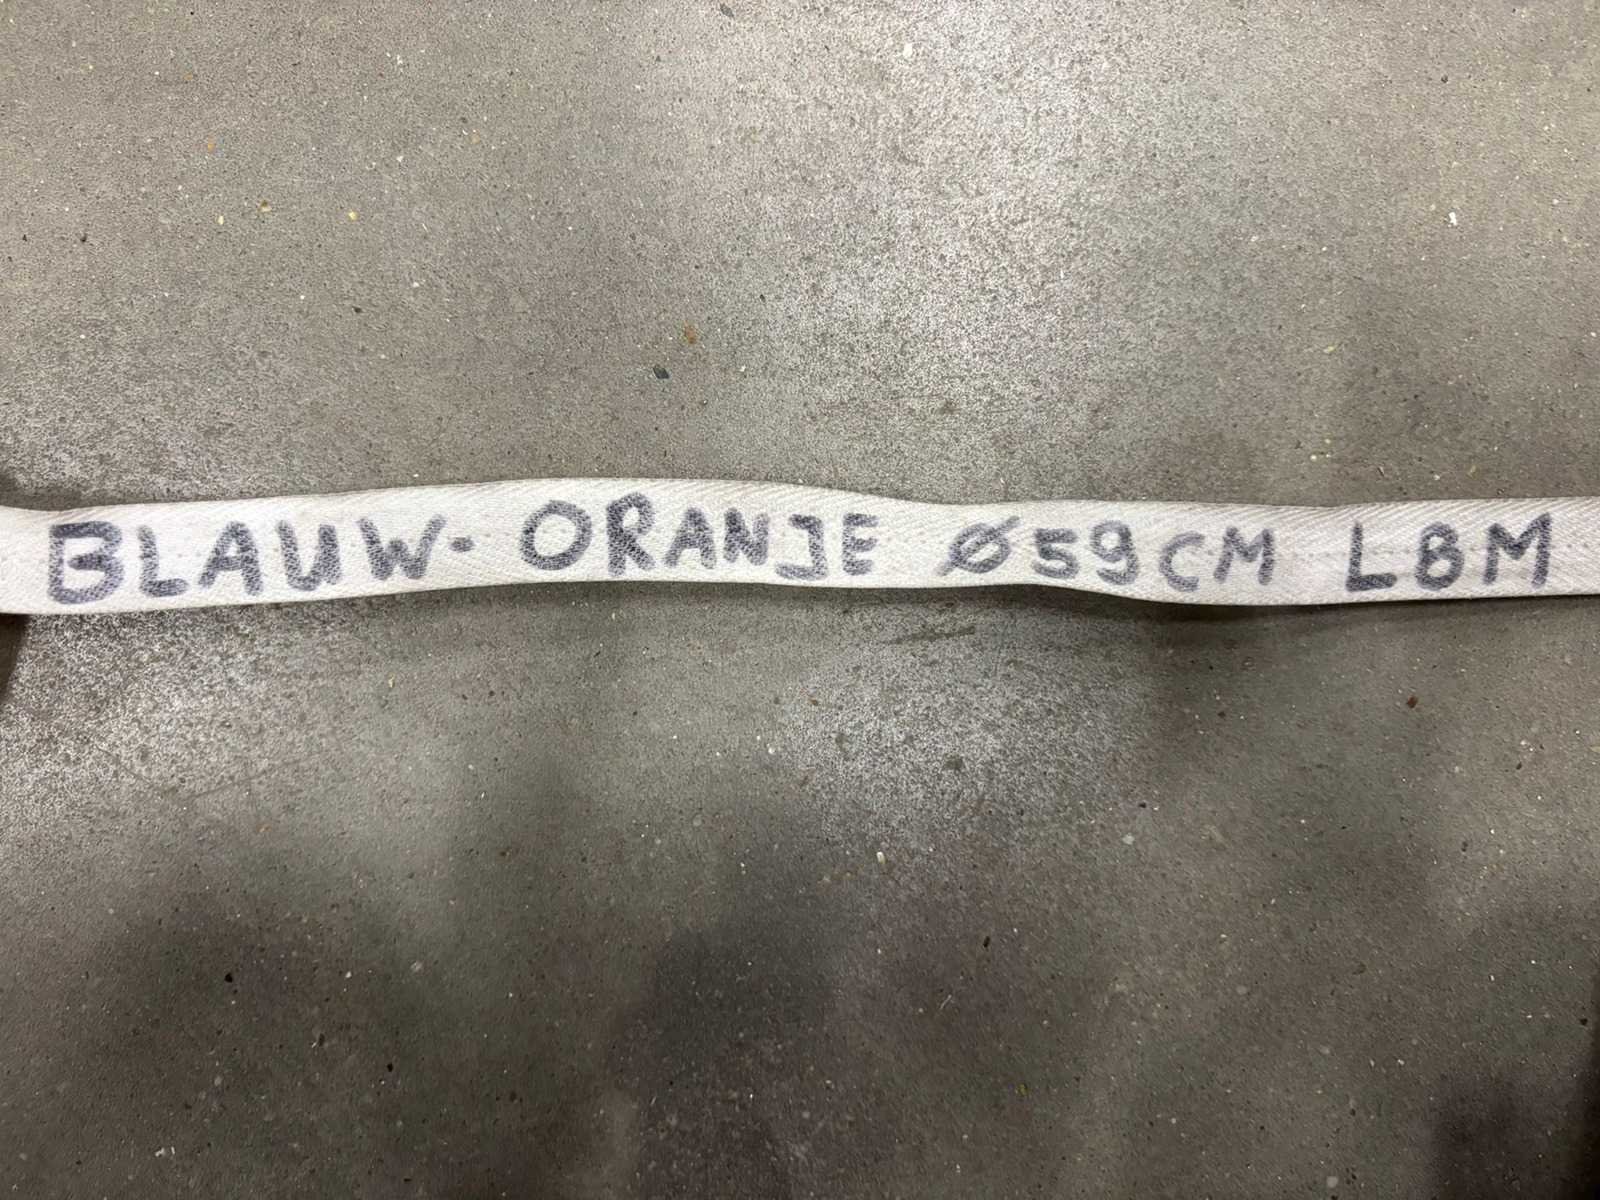 BLAUW- ORANJE Ø59CM L8M